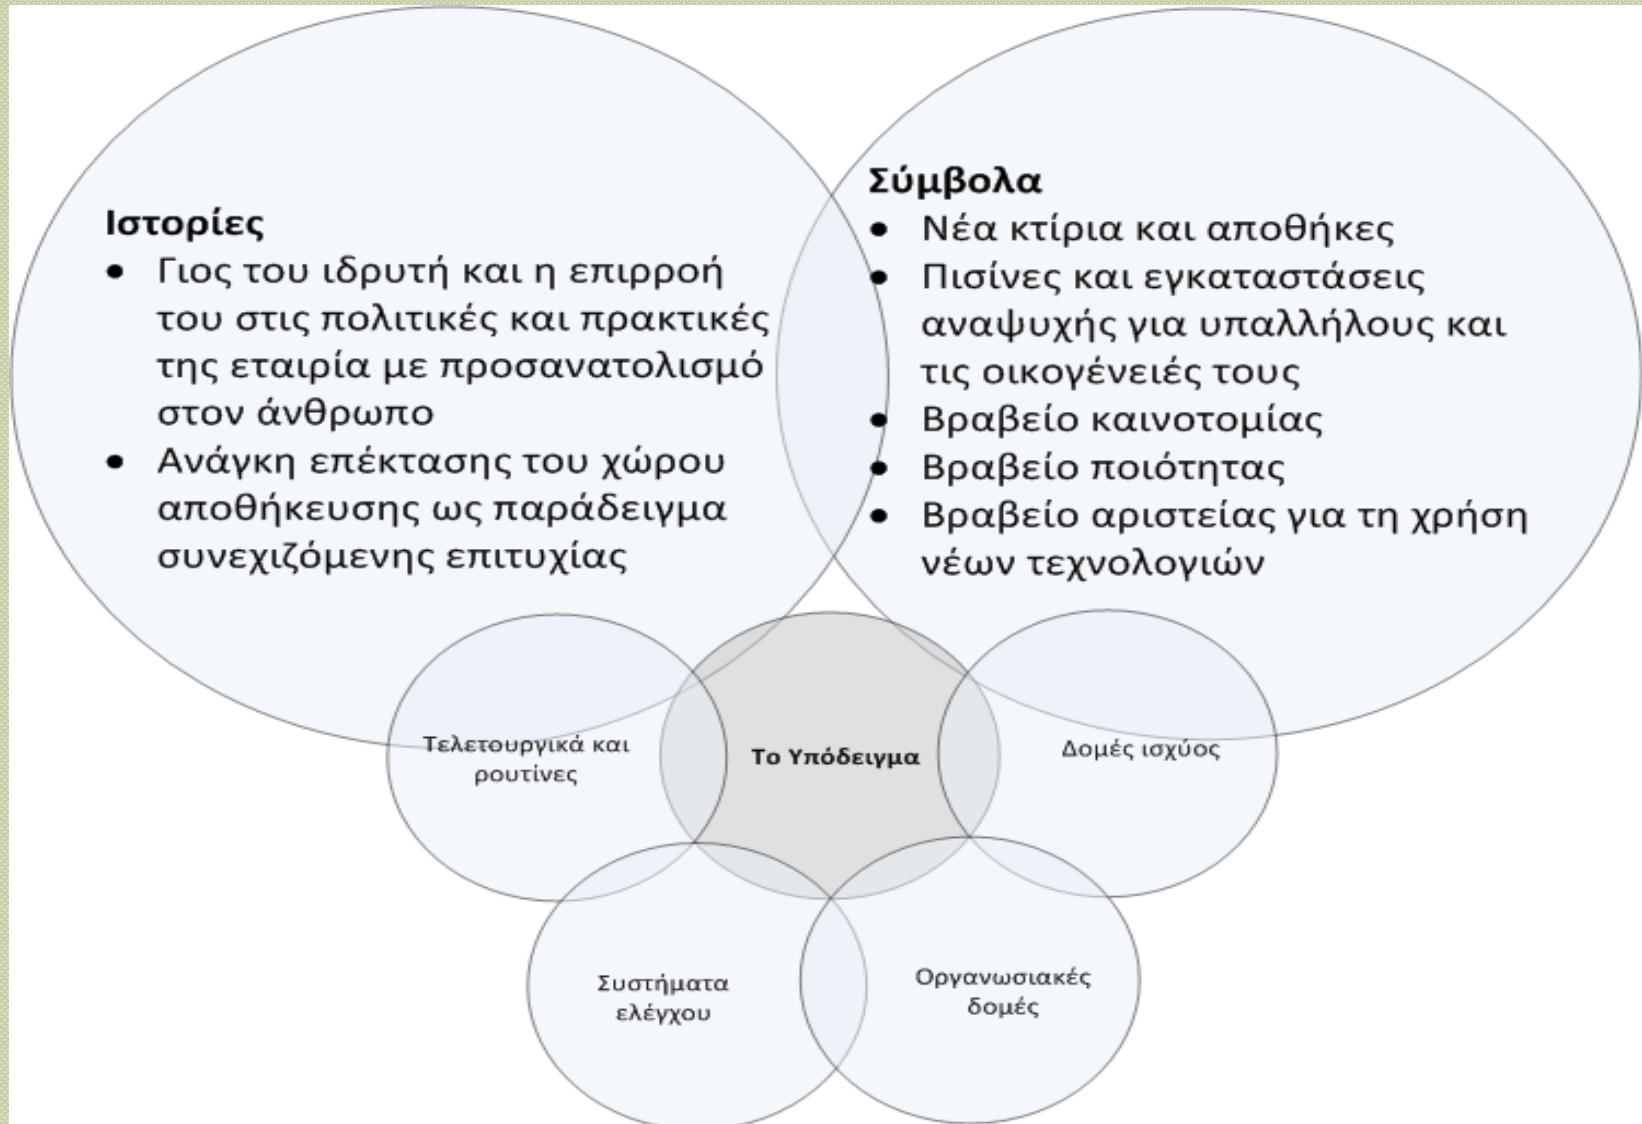 Ιστορίες
• Γιος του ιδρυτή και η επιρροή
του στις πολιτικές και πρακτικές
της εταιρία με προσανατολισμό
στον άνθρωπο
• Ανάγκη επέκτασης του χώρου
αποθήκευσης ως παράδειγμα
συνεχιζόμενης επιτυχίας
Σύμβολα
• Νέα κτίρια και αποθήκες
• Πισίνες και εγκαταστάσεις
αναψυχής για υπαλλήλους και
τις οικογένειές τους
• Βραβείο καινοτομίας
• Βραβείο ποιότητας
• Βραβείο αριστείας για τη χρήση
νέων τεχνολογιών
Τελετουργικά και
ρουτίνες
Το Υπόδειγμα
Δομές ισχύος
Συστήματα
ελέγχου
Οργανωσιακές
δομές